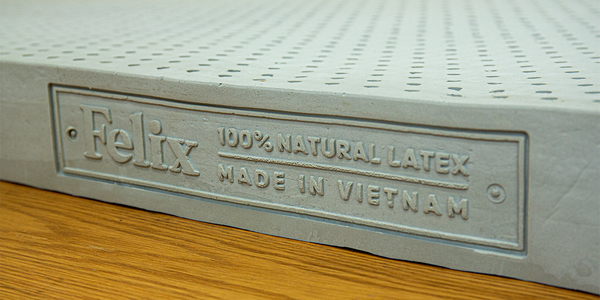 Felix
100% NATURAL LATEX
MADE IN VIETNAM